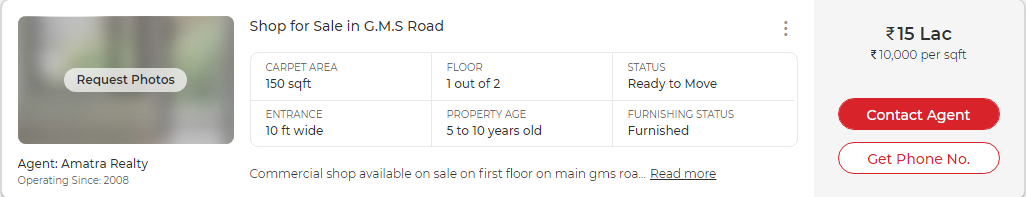 Request Photos
Agent: Amatra Realty
Operating Since: 2008
Shop for Sale in G.M.S Road
CARPET AREA
150 sqft
FLOOR
1 out of 2
STATUS
Ready to Move
ENTRANCE
10 ft wide
PROPERTY AGE
5 to 10 years old
FURNISHING STATUS
Furnished
Commercial shop available on sale on first floor on main gms roa... Read more
₹15 Lac
₹10,000 per sqft
Contact Agent
Get Phone No.